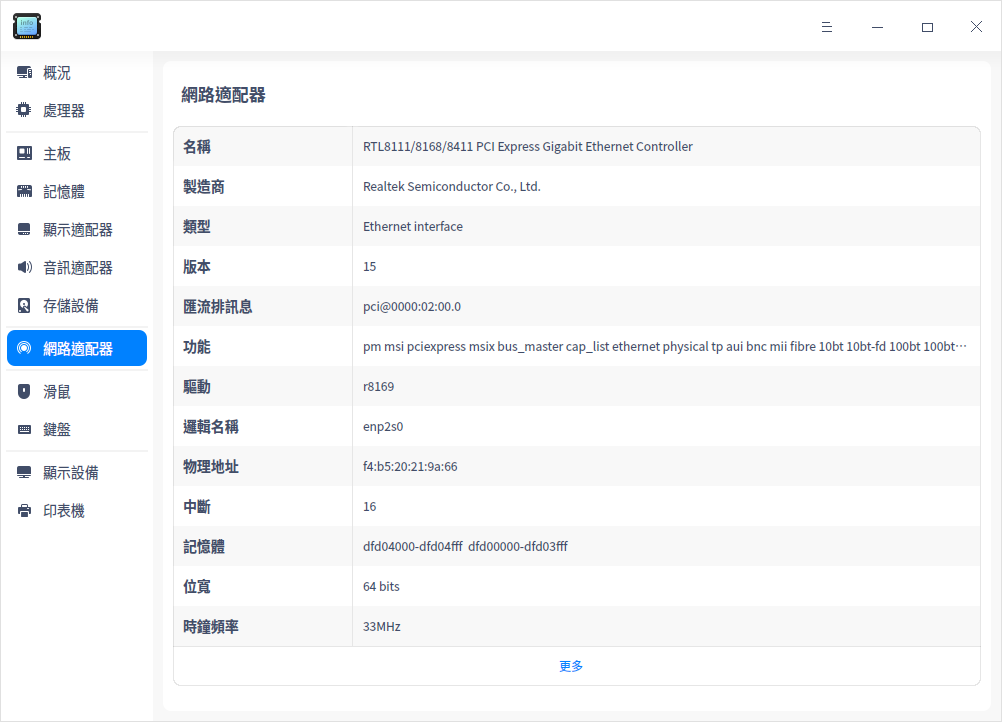 info
概況
處理器
主板
記憶體
顯示適配器
音訊適配器
存儲設備
網路適配器
滑鼠
鍵盤
顯示設備
印表機
網路適配器
名稱 RTL8111/8168/8411 PCI Express Gigabit Ethernet Controller
製造商 Realtek Semiconductor Co., Ltd.
類型 Ethernet interface
版本 15
匯流排訊息 pci@0000:02:00.0
功能 pm msi pciexpress msix bus_master cap_list ethernet physical tp aui bnc mii fibre 10bt 10bt-fd 100bt 100bt…
驅動 r8169
邏輯名稱 enp2s0
物理地址 f4:b5:20:21:9a:66
中斷 16
記憶體 dfd04000-dfd04fff dfd00000-dfd03fff
位寬 64 bits
時鐘頻率 33MHz
更多